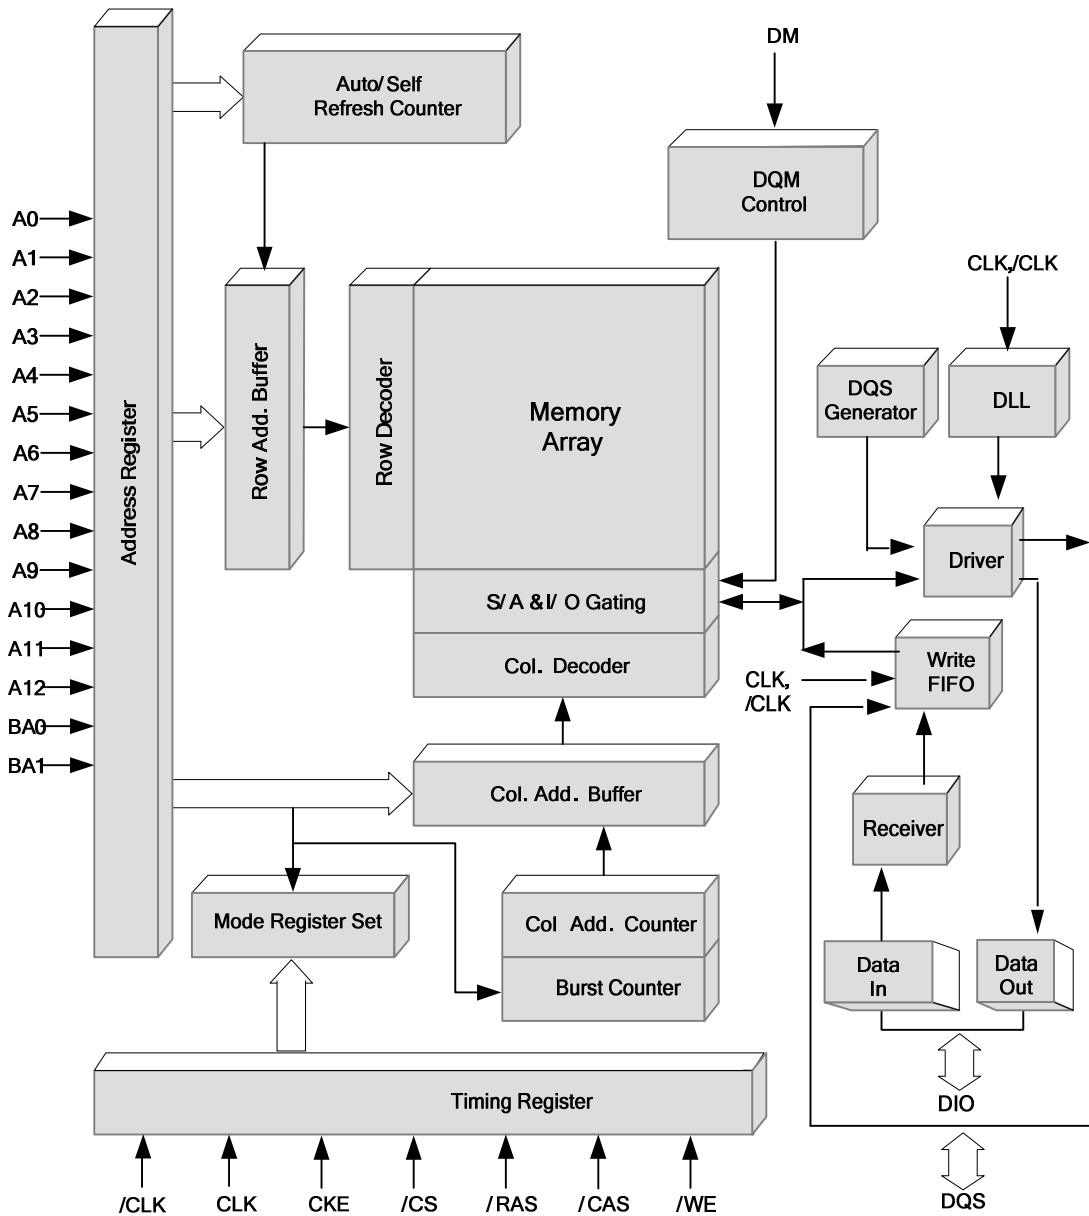 DM
Auto/Self
Refresh Counter
DQM
Control
A0
A1
A2
A3
A4
A5
A6
A7
A8
A9
A10
A11
A12
BA0
BA1
Address Register
Row Add. Buffer
Row Decoder
Memory
Array
CLK,/CLK
DQS
Generator
DLL
Driver
S/A & I/O Gating
Col. Decoder
Write
FIFO
CLK,
/CLK
Col. Add. Buffer
Receiver
Mode Register Set
Col Add. Counter
Burst Counter
Data
In
Data
Out
Timing Register
DIO
/CLK
CLK
CKE
/CS
/RAS
/CAS
/WE
DQS